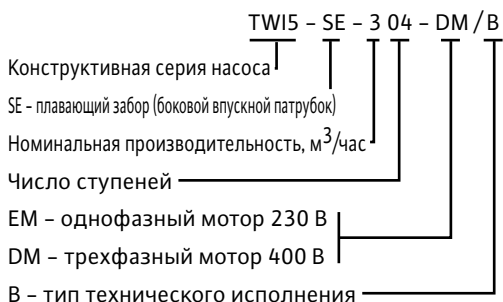 TWI5 – SE – 3 04 – DM / B
Конструктивная серия насоса
SE – плавающий забор (боковой впускной патрубок)
Номинальная производительность, м³/час
Число ступеней
EM – однофазный мотор 230 В
DM – трехфазный мотор 400 В
В – тип технического исполнения